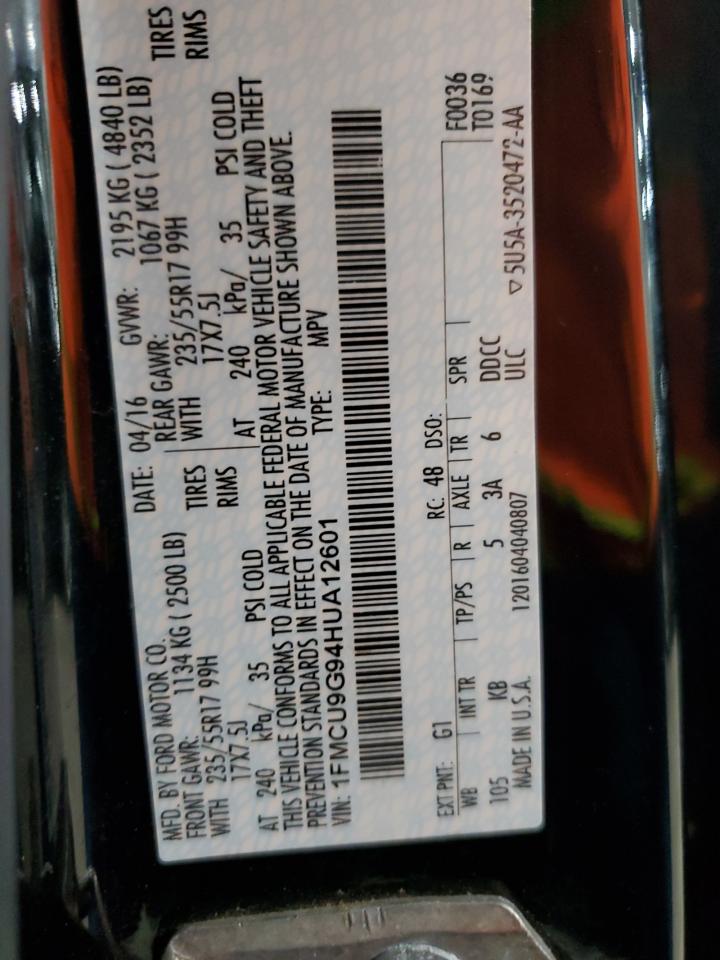 MFD. BY FORD MOTOR CO. DATE: 04/16 GVWR: 2195 KG ( 4840 LB)
FRONT GAWR: 1134 KG ( 2500 LB) REAR GAWR: 1067 KG ( 2352 LB)
WITH 235/55R17 99H TIRES WITH 235/55R17 99H TIRES
17X7.5J RIMS 17X7.5J RIMS
AT 240 kPa/ 35 PSI COLD AT 240 kPa/ 35 PSI COLD
THIS VEHICLE CONFORMS TO ALL APPLICABLE FEDERAL MOTOR VEHICLE SAFETY AND THEFT
PREVENTION STANDARDS IN EFFECT ON THE DATE OF MANUFACTURE SHOWN ABOVE.
VIN: 1FMCU9G94HUA12601 TYPE: MPV
EXT PNT: G1 RC: 48 DSO: F0036
WB INT TR TP/PS R AXLE TR SPR T0169
105 KB 5 3A 6 DDCC
ULC
MADE IN U.S.A. 1201604040807 ▽5U5A-3520472-AA